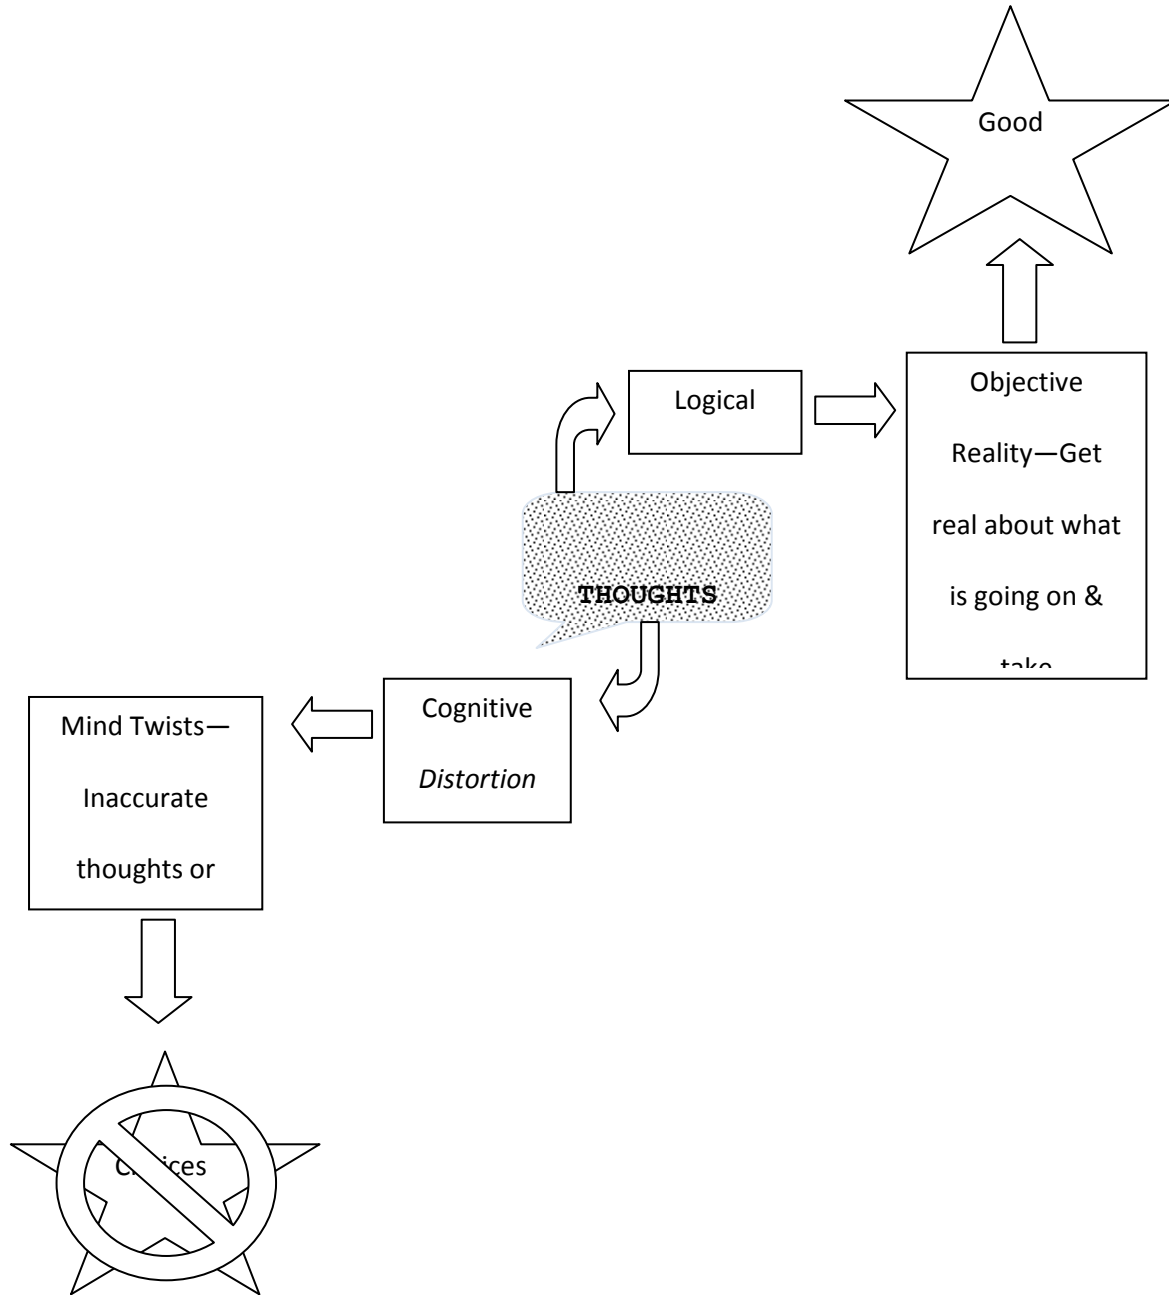 Good
Logical
Objective
Reality—Get
real about what
is going on &
take
THOUGHTS
Cognitive
Distortion
Mind Twists—
Inaccurate
thoughts or